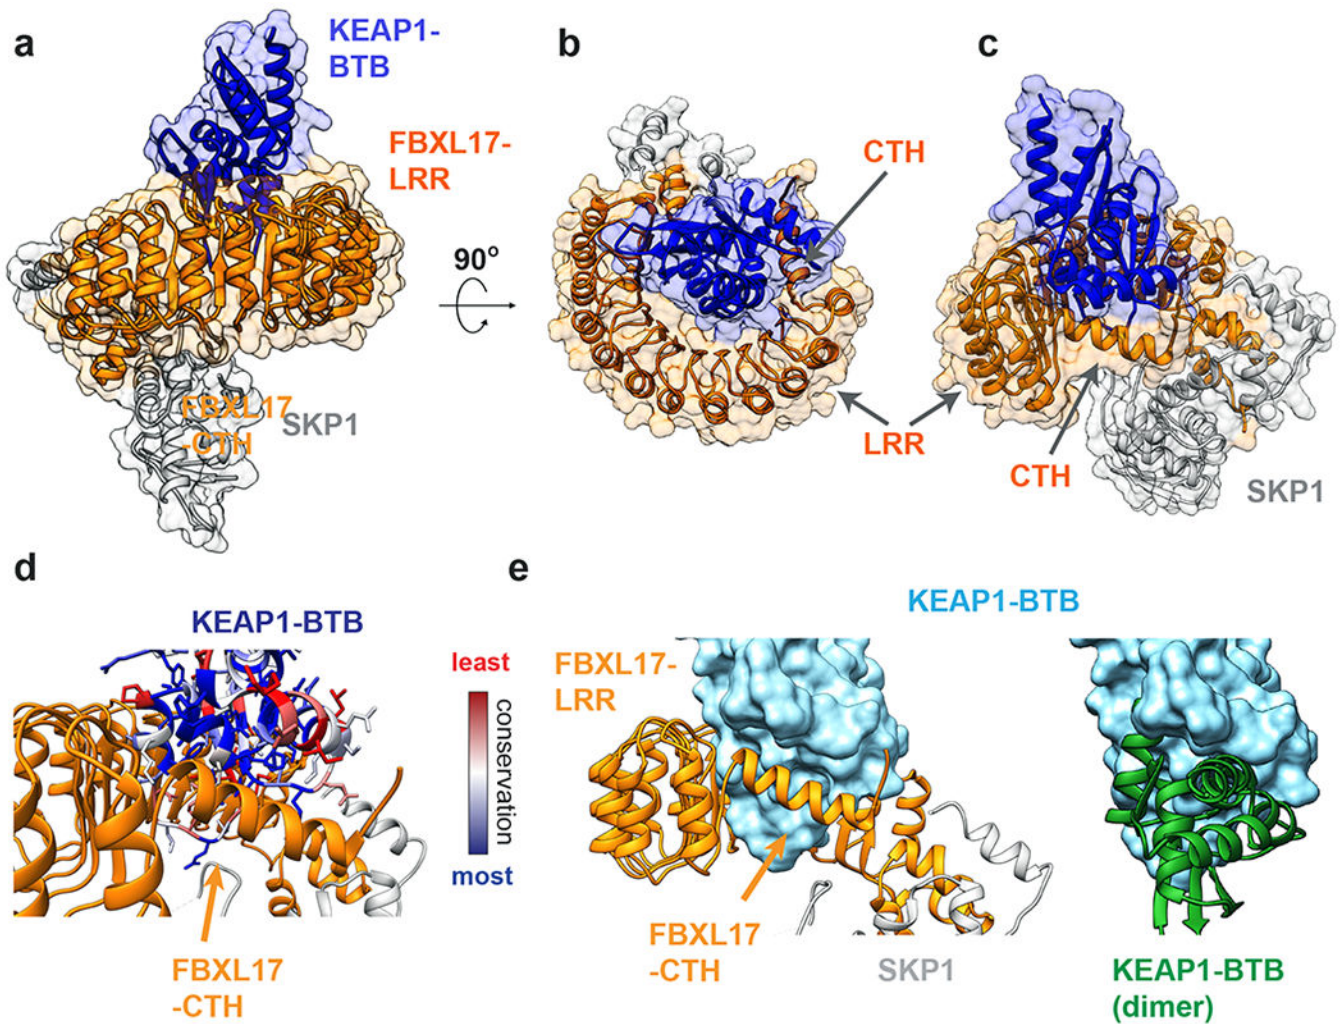 a
KEAP1-
BTB
FBXL17-
LRR
90º
FBXL17
-CTH
SKP1
b
CTH
LRR
c
CTH
SKP1
d
KEAP1-BTB
least
conservation
most
FBXL17
-CTH
e
KEAP1-BTB
FBXL17-
LRR
FBXL17
-CTH
SKP1
KEAP1-BTB
(dimer)